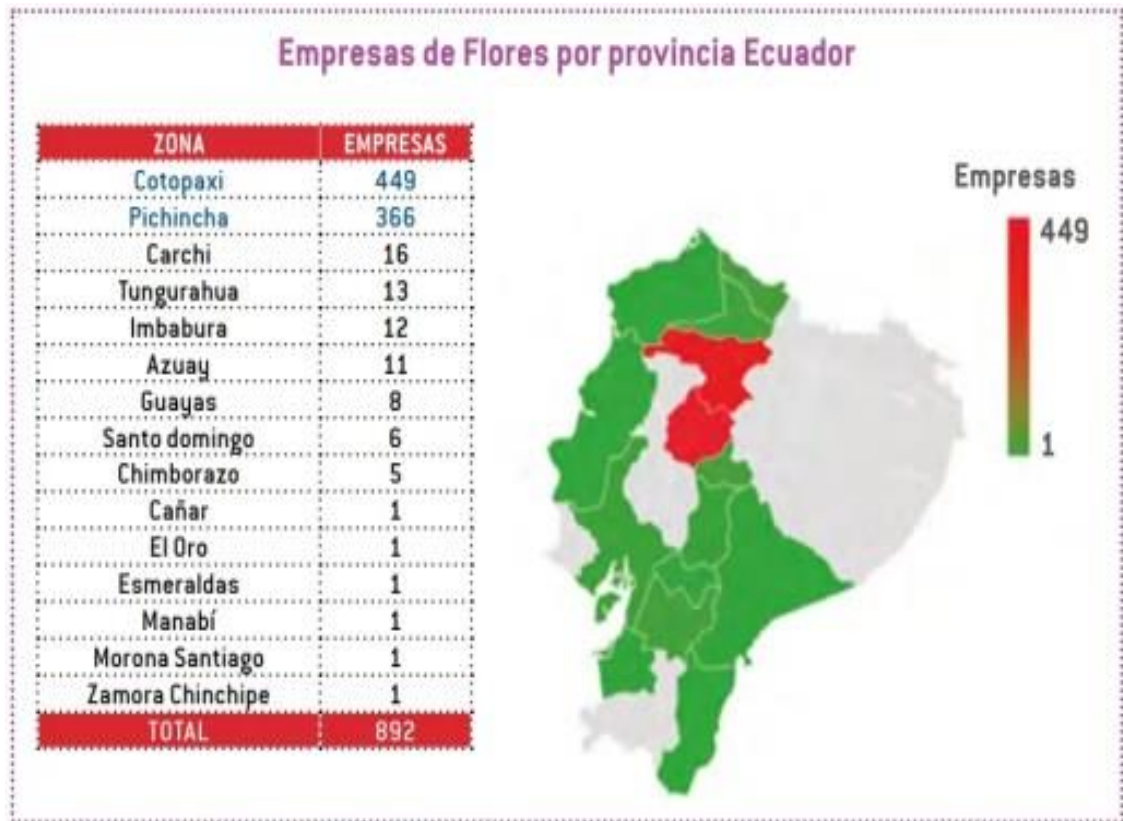 Empresas de Flores por provincia Ecuador
ZONA EMPRESAS
Cotopaxi 449
Pichincha 366
Carchi 16
Tungurahua 13
Imbabura 12
Azuay 11
Guayas 8
Santo domingo 6
Chimborazo 5
Cañar 1
El Oro 1
Esmeraldas 1
Manabí 1
Morona Santiago 1
Zamora Chinchipe 1
TOTAL 892
Empresas
449
1